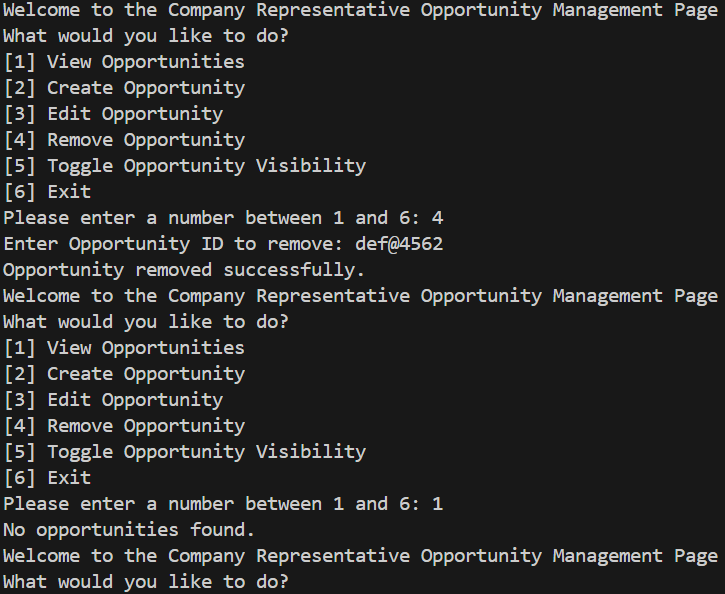 Welcome to the Company Representative Opportunity Management Page
What would you like to do?
[1] View Opportunities
[2] Create Opportunity
[3] Edit Opportunity
[4] Remove Opportunity
[5] Toggle Opportunity Visibility
[6] Exit
Please enter a number between 1 and 6: 4
Enter Opportunity ID to remove: def@4562
Opportunity removed successfully.
Welcome to the Company Representative Opportunity Management Page
What would you like to do?
[1] View Opportunities
[2] Create Opportunity
[3] Edit Opportunity
[4] Remove Opportunity
[5] Toggle Opportunity Visibility
[6] Exit
Please enter a number between 1 and 6: 1
No opportunities found.
Welcome to the Company Representative Opportunity Management Page
What would you like to do?